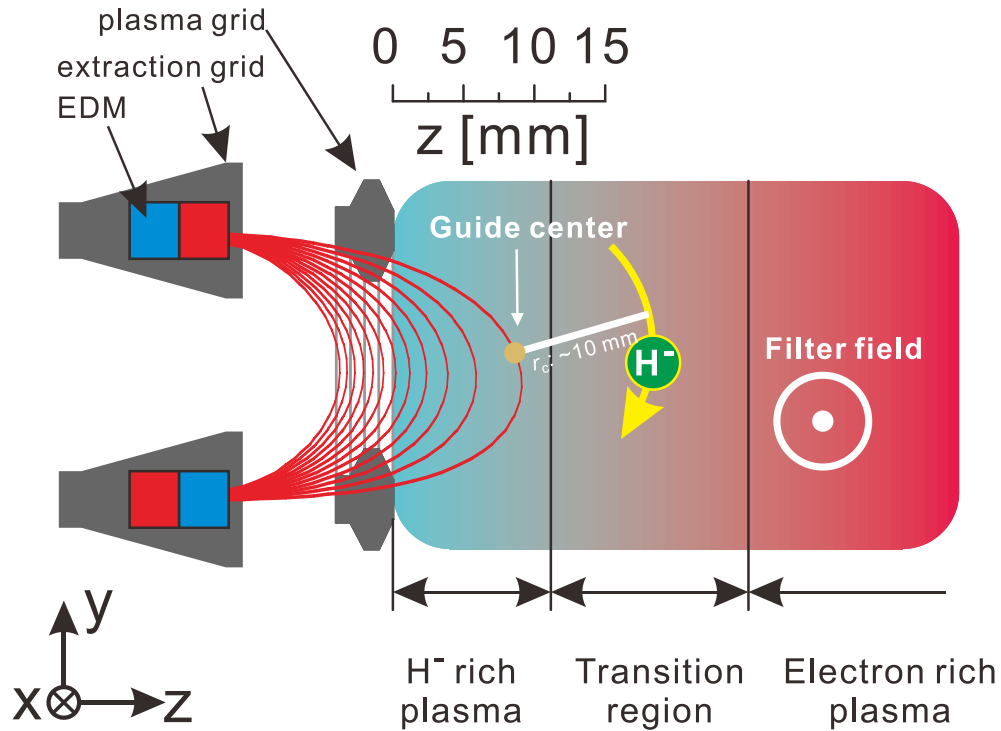 plasma grid
extraction grid
EDM
0 5 10 15
z [mm]
Guide center
r꜀: ~10 mm
H⁻
Filter field
y
x
z
H⁻ rich
plasma
Transition
region
Electron rich
plasma